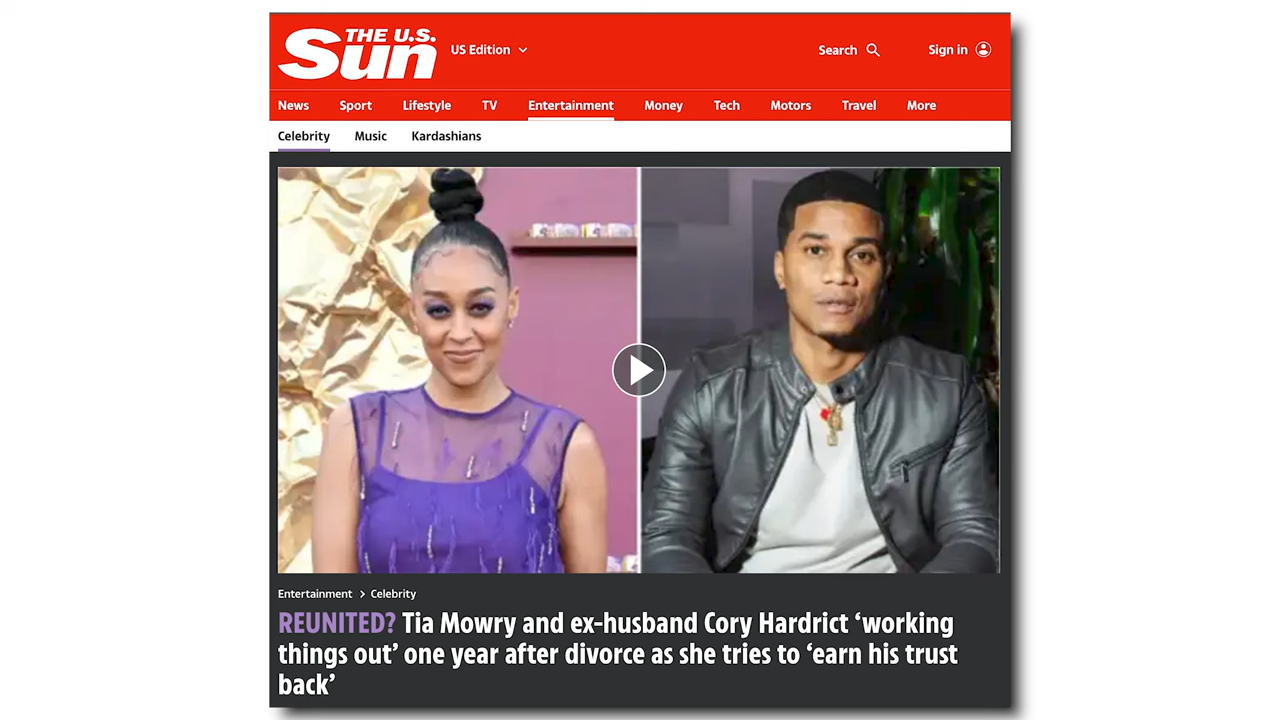 THE U.S.
Sun
US Edition
Search
Sign in
News Sport Lifestyle TV Entertainment Money Tech Motors Travel More
Celebrity Music Kardashians
Entertainment > Celebrity
REUNITED? Tia Mowry and ex-husband Cory Hardrict ‘working
things out’ one year after divorce as she tries to ‘earn his trust
back’